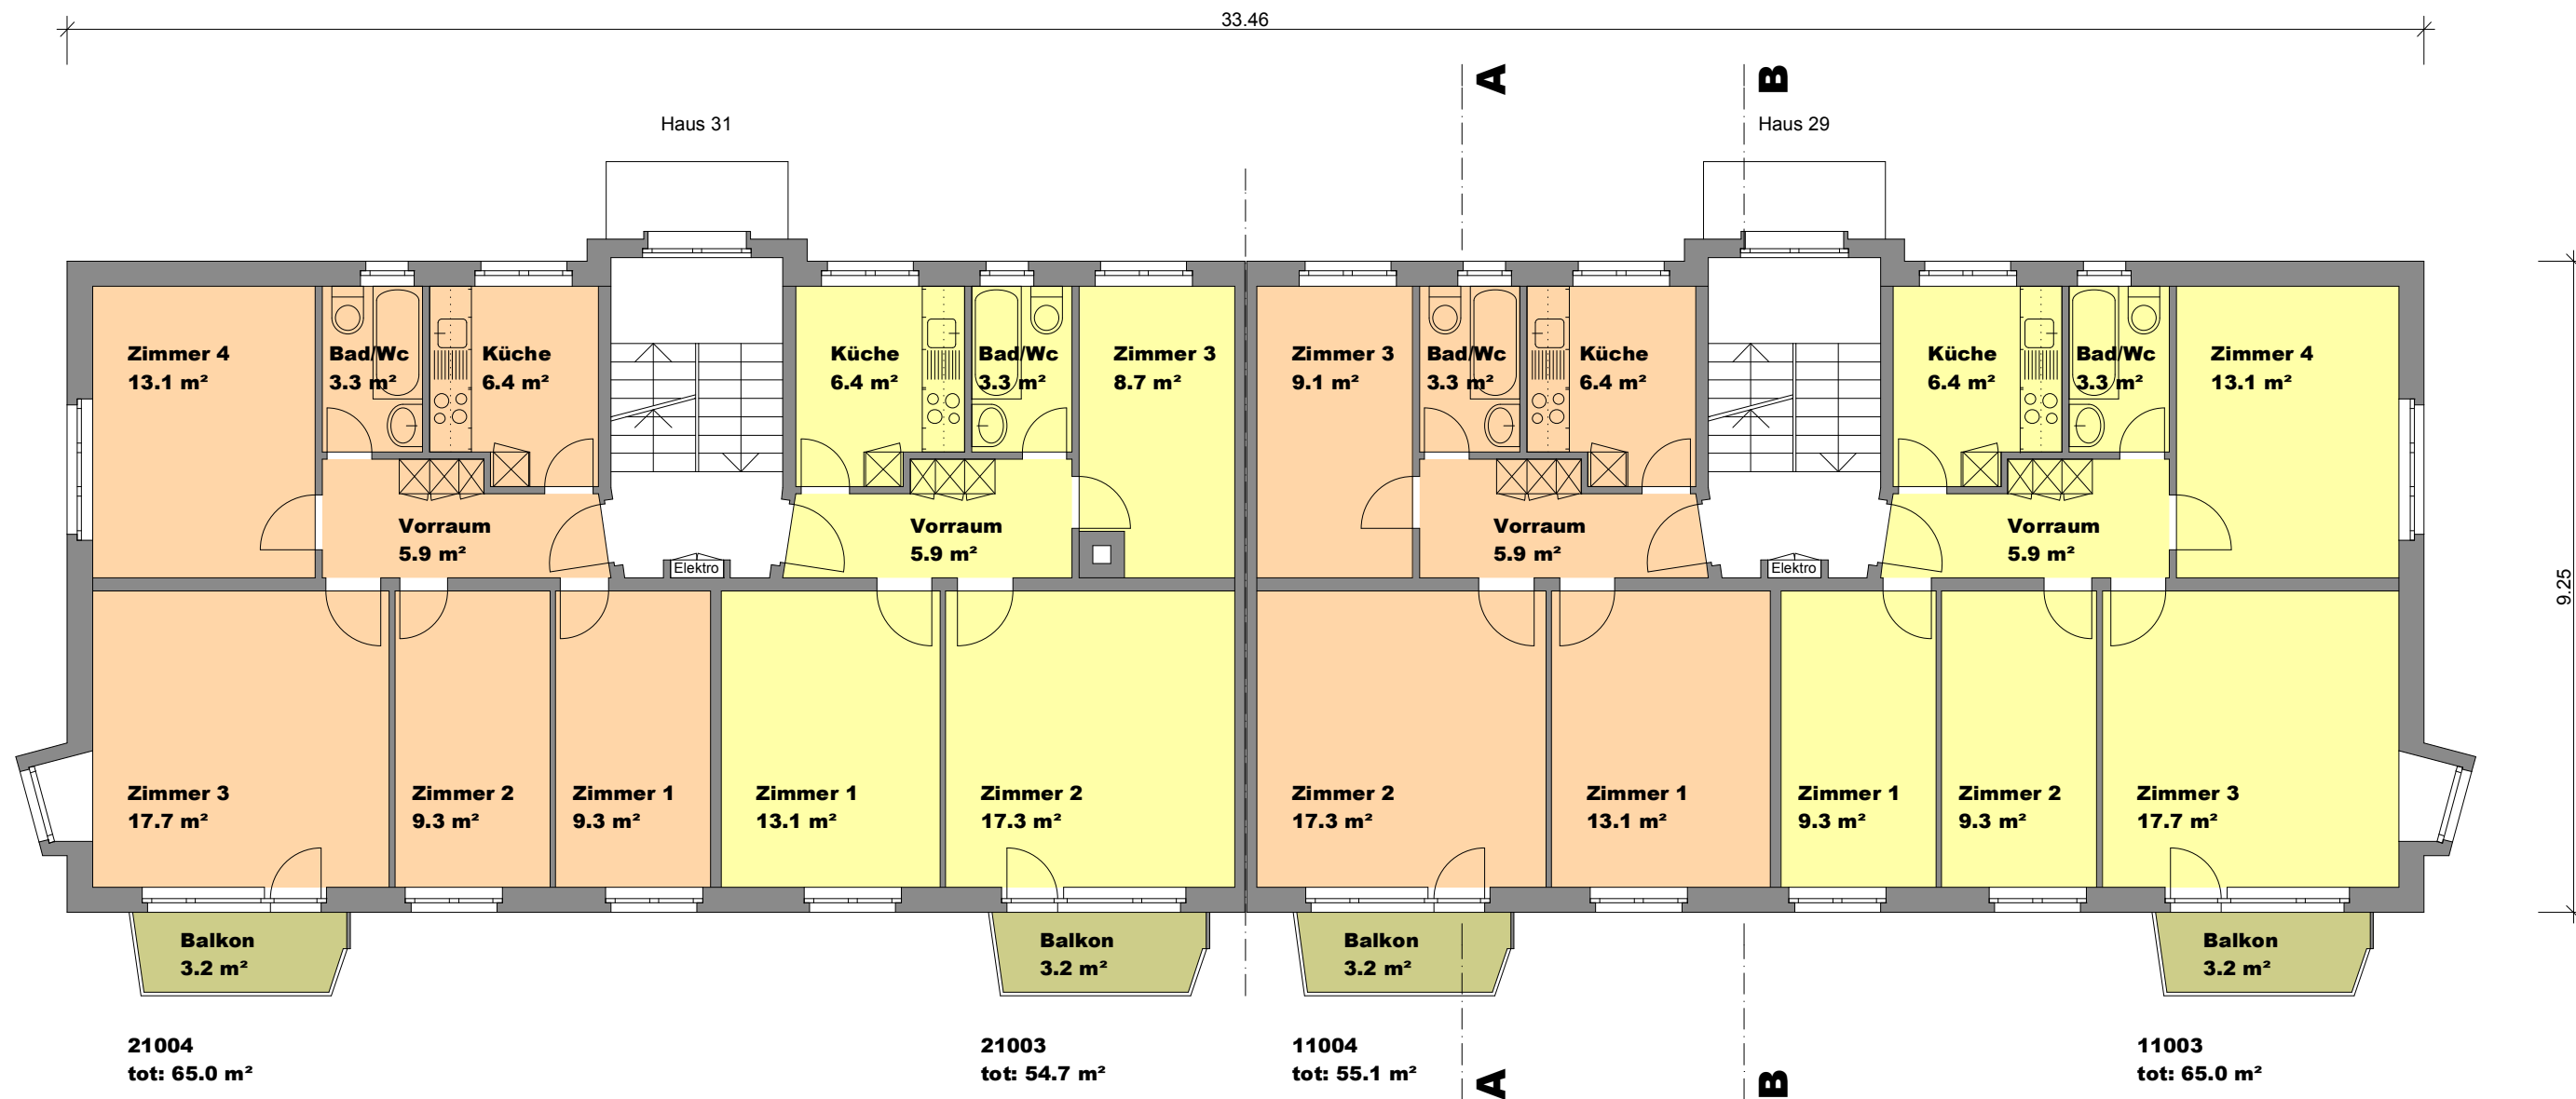 33.46
A
B
Haus 31
Haus 29
Zimmer 4
13.1 m²
Bad/Wc
3.3 m²
Küche
6.4 m²
Küche
6.4 m²
Bad/Wc
3.3 m²
Zimmer 3
8.7 m²
Zimmer 3
9.1 m²
Bad/Wc
3.3 m²
Küche
6.4 m²
Küche
6.4 m²
Bad/Wc
3.3 m²
Zimmer 4
13.1 m²
Vorraum
5.9 m²
Elektro
Vorraum
5.9 m²
Vorraum
5.9 m²
Elektro
Vorraum
5.9 m²
9.25
Zimmer 3
17.7 m²
Zimmer 2
9.3 m²
Zimmer 1
9.3 m²
Zimmer 1
13.1 m²
Zimmer 2
17.3 m²
Zimmer 2
17.3 m²
Zimmer 1
13.1 m²
Zimmer 1
9.3 m²
Zimmer 2
9.3 m²
Zimmer 3
17.7 m²
Balkon
3.2 m²
Balkon
3.2 m²
Balkon
3.2 m²
Balkon
3.2 m²
21004
tot: 65.0 m²
21003
tot: 54.7 m²
11004
tot: 55.1 m²
11003
tot: 65.0 m²
A
B